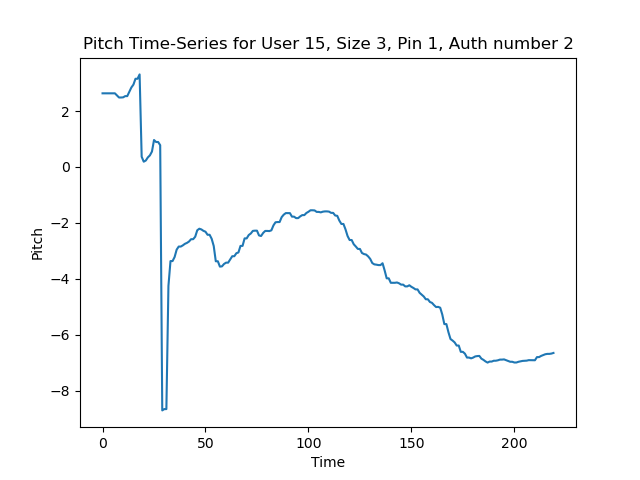 Pitch Time-Series for User 15, Size 3, Pin 1, Auth number 2
2
0
−2
−4
−6
−8
Pitch
0 50 100 150 200
Time